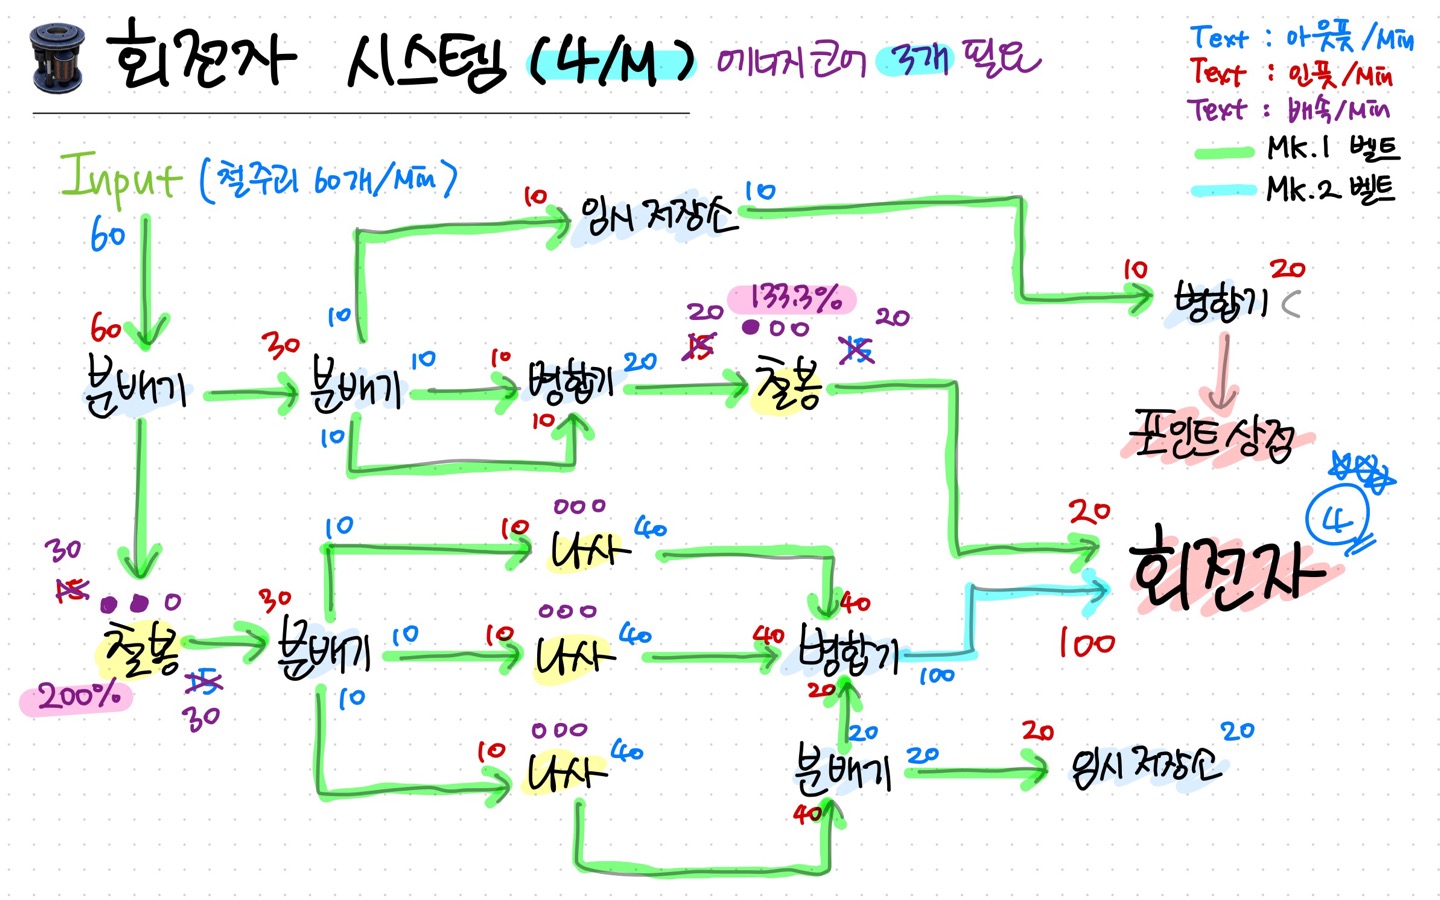 회전자 시스템 (4/M) 에너지코어 3개 필요
Text : 아웃풋/Min
Text : 인풋/Min
Text : 배속/Min
Mk.1 벨트
Mk.2 벨트
Input (철주괴 60개/Min)
60
10 임시 저장소 10
10 병합기 20
포인트 상점
60 분배기
30 분배기
10
10
10
10 병합기 20
10
133.3%
20 15 철봉 15 20
30
15
철봉
200%
15
30
30 분배기
10
10
10
10 나사 40
10 나사 40
10 나사 40
40
40 병합기 100
20
20
40 분배기 20
20 임시 저장소 20
20
100
회전자 4